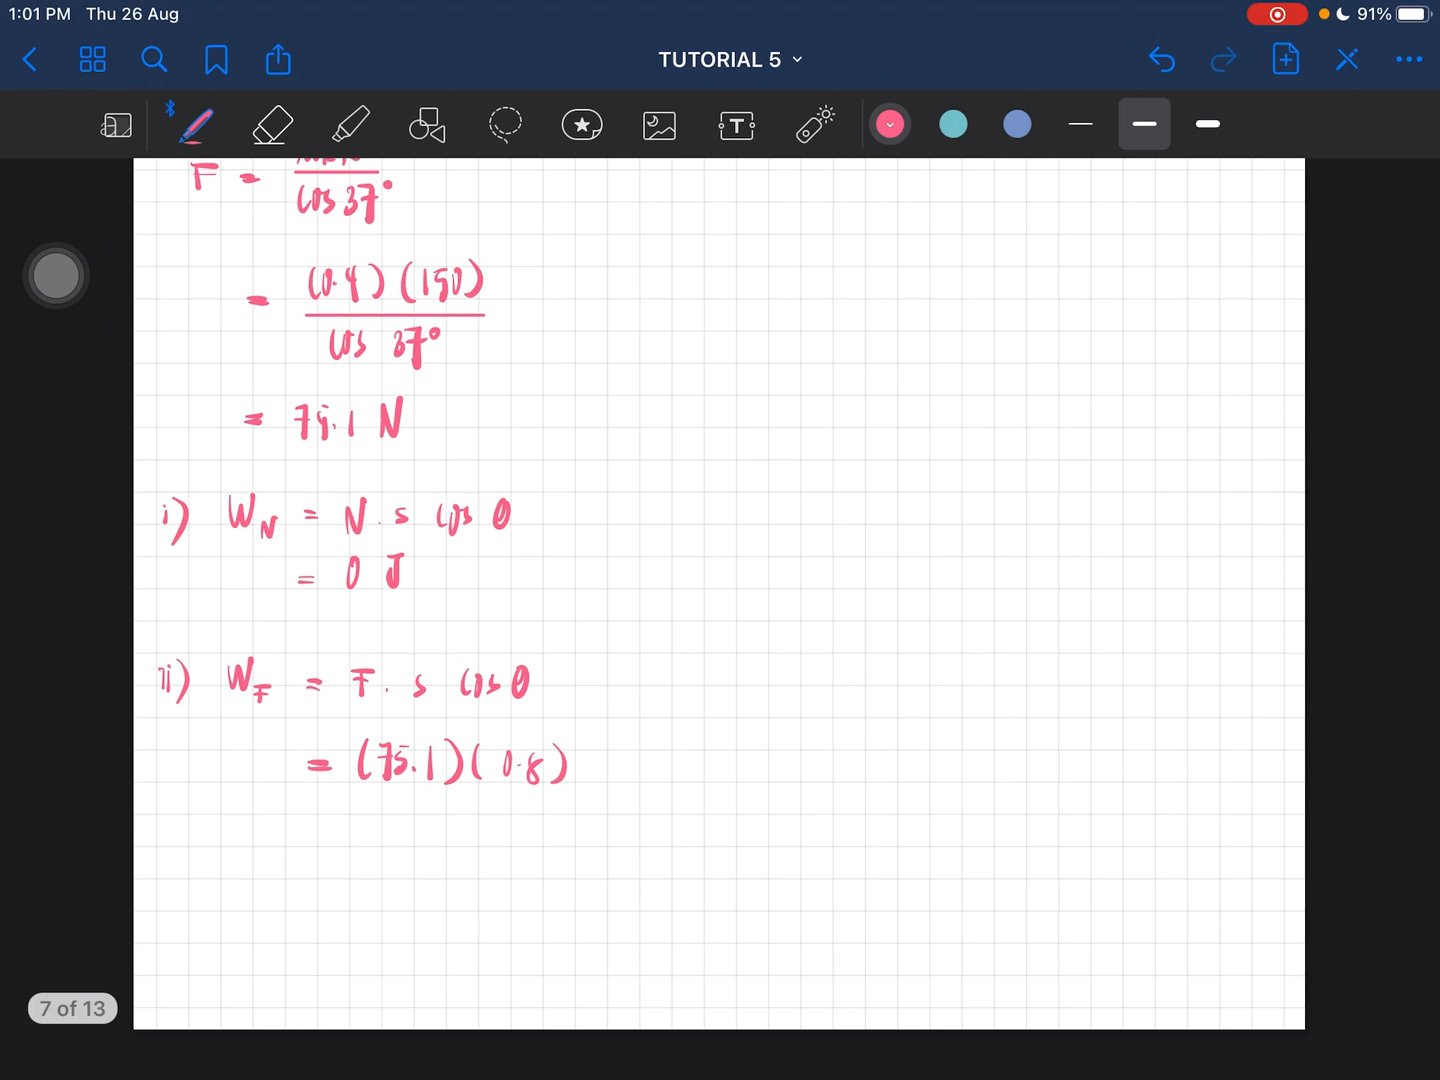 1:01 PM Thu 26 Aug
91%
TUTORIAL 5
F =
cos 37°
= (0.4) (150)
cos 37°
= 75.1 N
i) W_N = N . s cos θ
= 0 J
ii) W_F = F . s cos θ
= (75.1) (0.8)
7 of 13